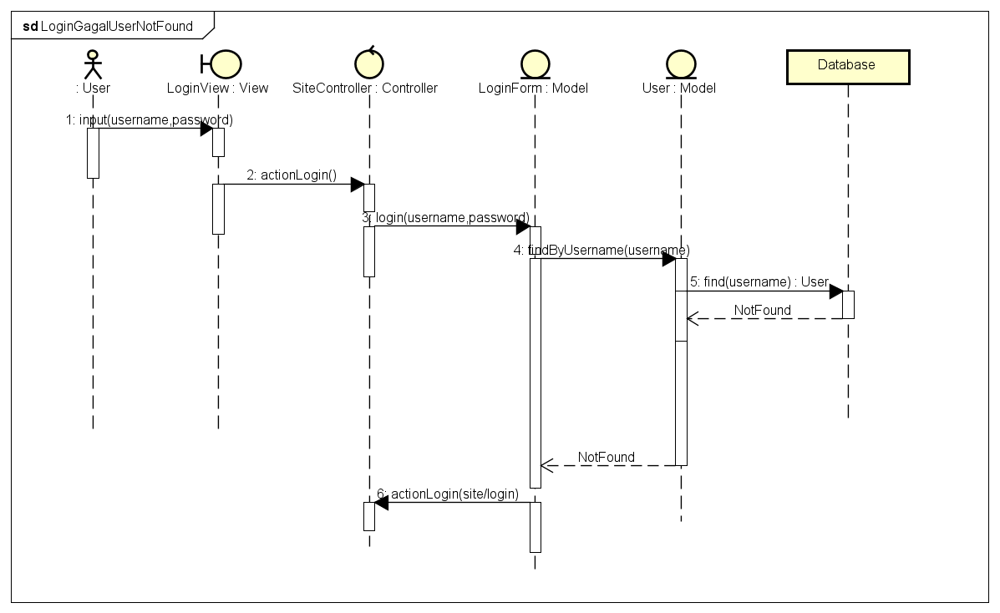 sd LoginGagalUserNotFound
: User
LoginView : View
SiteController : Controller
LoginForm : Model
User : Model
Database
1: input(username,password)
2: actionLogin()
3: login(username,password)
4: findByUsername(username)
5: find(username) : User
NotFound
NotFound
6: actionLogin(site/login)